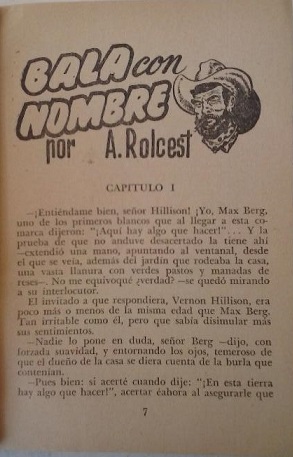 BALA con
NOMBRE
por A. Rolcest
CAPITULO I
—¡Entiéndame bien, señor Hillison! ¡Yo, Max Berg,
uno de los primeros blancos que al llegar a esta co-
marca dijeron: "¡Aquí hay algo que hacer!"... Y la
prueba de que no anduve desacertado la tiene ahí
—extendió una mano, apuntando al ventanal, desde
el que se veía, además del jardín que rodeaba la casa,
una vasta llanura con verdes pastos y manadas de
reses—. No me equivoqué ¿verdad? —se quedó mirando
a su interlocutor.
El invitado a que respondiera, Vernon Hillison, era
poco más o menos de la misma edad que Max Berg.
Tan irritable como él, pero que sabía disimular más
sus sentimientos.
—Nadie lo pone en duda, señor Berg —dijo, con
forzada suavidad, y entornando los ojos, temeroso de
que el dueño de la casa se diera cuenta de la burla que
contenían.
—Pues bien: si acerté cuando dije: "¡En esta tierra
hay algo que hacer!", acertar éahora al asegurarle que
7